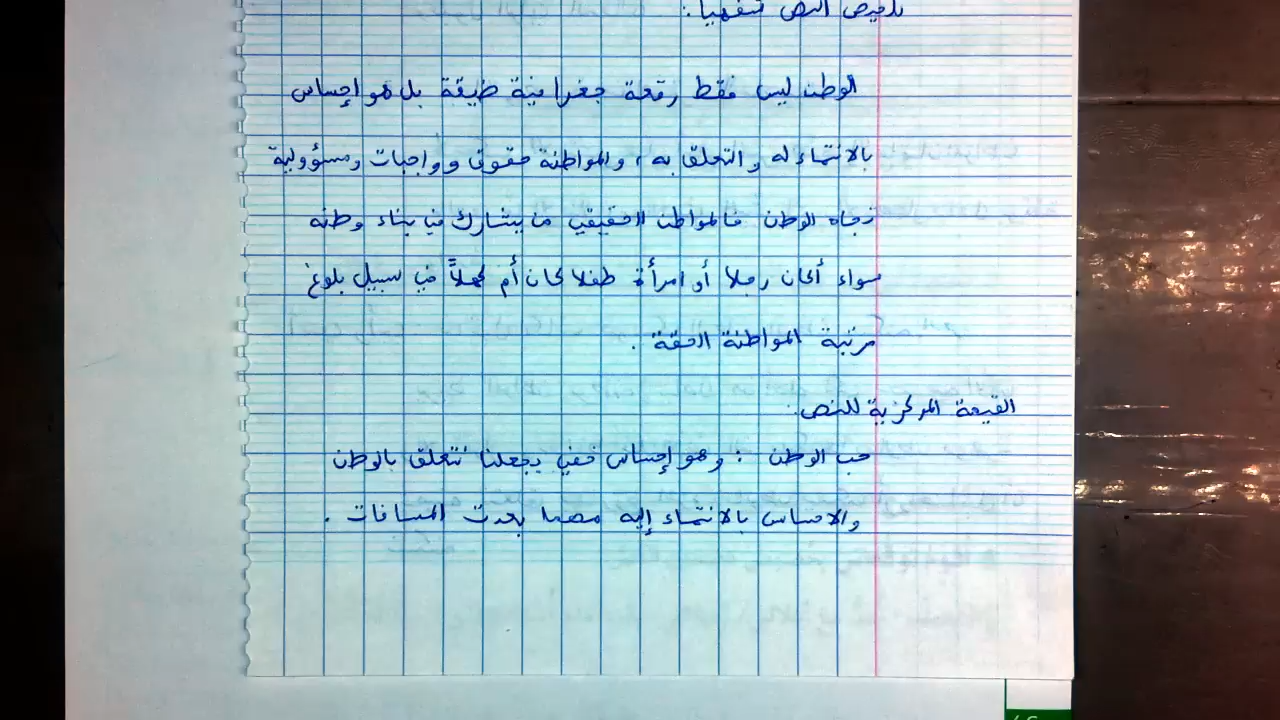 تلخيص النص شفهيا:
الوطن ليس فقط رقعة جغرافية ضيقة بل هو إحساس
بالانتماء له والتعلق به، والمواطنة حقوق وواجبات ومسؤولية
تجاه الوطن فالمواطن الحقيقي من يشارك في بناء وطنه
سواء أكان رجلا أو امرأة طفلا كان أم كهلاً في سبيل بلوغ
مرتبة المواطنة الحقة.
القيمة المركزية للنص:
حب الوطن: وهو إحساس خفي يجعلنا نتعلق بالوطن
والاحساس بالانتماء إليه مهما بعدت المسافات.